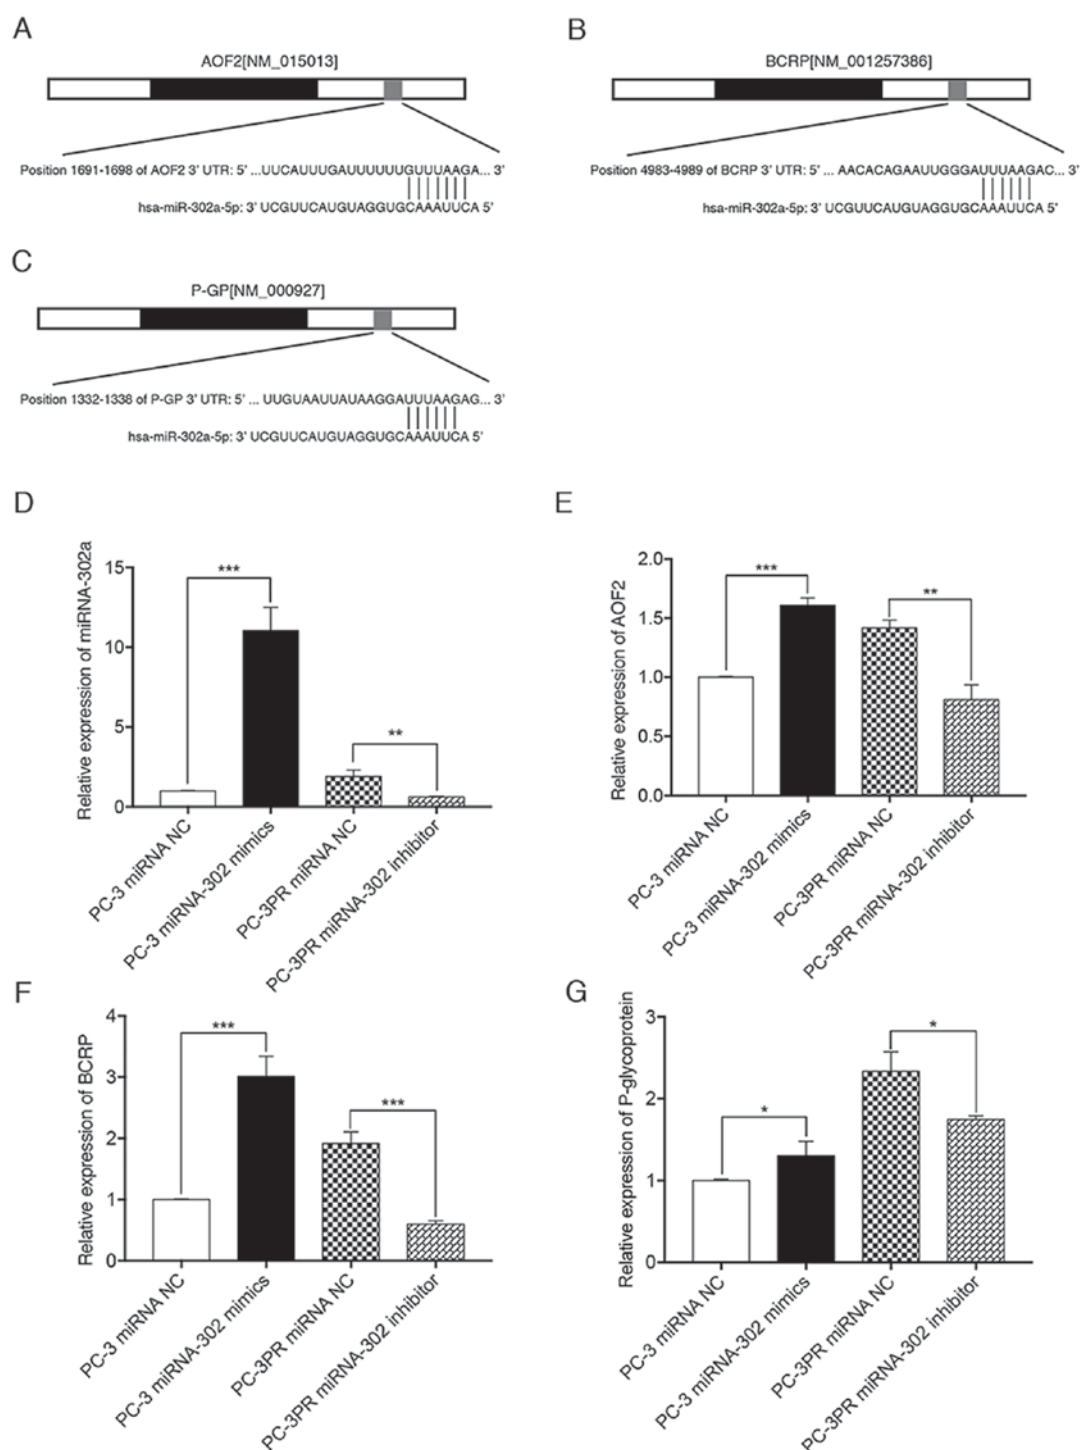 A
AOF2[NM_015013]
Position 1691-1698 of AOF2 3' UTR: 5' ...UUCAUUUGAUUUUUUUGUUUAAGA... 3'
hsa-miR-302a-5p: 3' UCGUUCAUGUAGGUGCAAAUUCA 5'
B
BCRP[NM_001257386]
Position 4983-4989 of BCRP 3' UTR: 5' ... AACACAGAAUUGGGAUUUAAGAC... 3'
hsa-miR-302a-5p: 3' UCGUUCAUGUAGGUGCAAAUUCA 5'
C
P-GP[NM_000927]
Position 1332-1338 of P-GP 3' UTR: 5' ... UUGUAAUUAUAAGGAUUUAAGAG... 3'
hsa-miR-302a-5p: 3' UCGUUCAUGUAGGUGCAAAUUCA 5'
D
Relative expression of miRNA-302a
15
10
5
0
***
**
PC-3 miRNA NC
PC-3 miRNA-302 mimics
PC-3PR miRNA NC
PC-3PR miRNA-302 inhibitor
E
Relative expression of AOF2
2.0
1.5
1.0
0.5
0.0
***
**
PC-3 miRNA NC
PC-3 miRNA-302 mimics
PC-3PR miRNA NC
PC-3PR miRNA-302 inhibitor
F
Relative expression of BCRP
4
3
2
1
0
***
***
PC-3 miRNA NC
PC-3 miRNA-302 mimics
PC-3PR miRNA NC
PC-3PR miRNA-302 inhibitor
G
Relative expression of P-glycoprotein
3
2
1
0
*
*
PC-3 miRNA NC
PC-3 miRNA-302 mimics
PC-3PR miRNA NC
PC-3PR miRNA-302 inhibitor